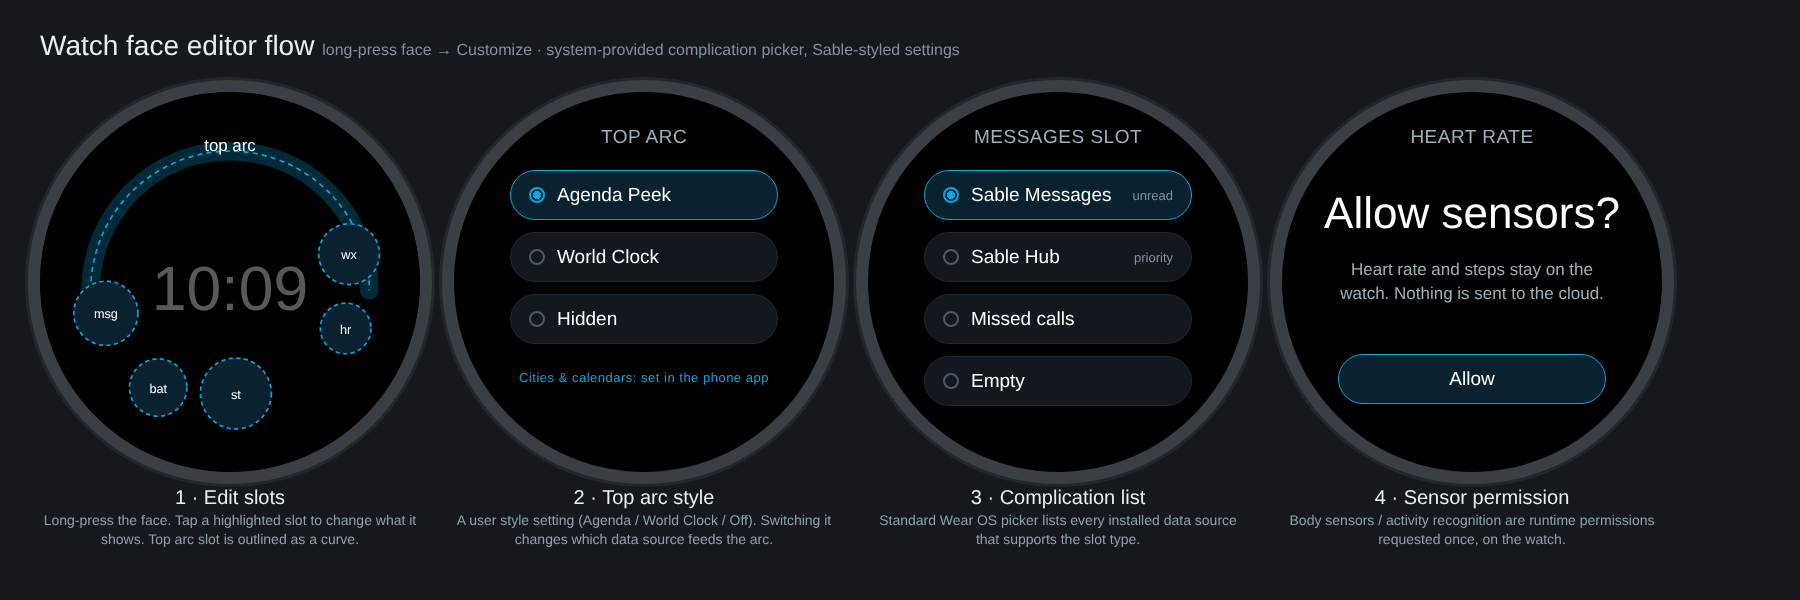 Watch face editor flow long-press face → Customize · system-provided complication picker, Sable-styled settings
top arc
wx
10:09
msg
hr
bat
st
1 · Edit slots
Long-press the face. Tap a highlighted slot to change what it
shows. Top arc slot is outlined as a curve.
TOP ARC
Agenda Peek
World Clock
Hidden
Cities & calendars: set in the phone app
2 · Top arc style
A user style setting (Agenda / World Clock / Off). Switching it
changes which data source feeds the arc.
MESSAGES SLOT
Sable Messages unread
Sable Hub priority
Missed calls
Empty
3 · Complication list
Standard Wear OS picker lists every installed data source
that supports the slot type.
HEART RATE
Allow sensors?
Heart rate and steps stay on the
watch. Nothing is sent to the cloud.
Allow
4 · Sensor permission
Body sensors / activity recognition are runtime permissions
requested once, on the watch.